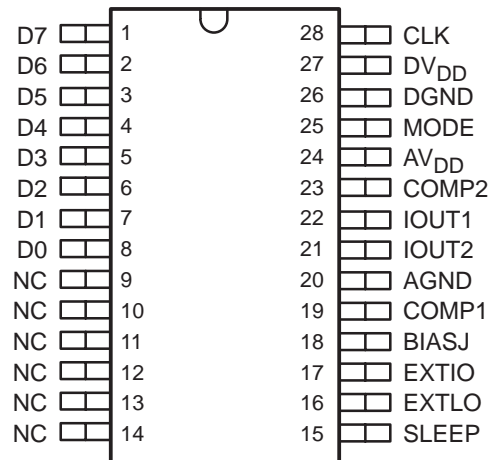 D7 1 28 CLK
D6 2 27 DVDD
D5 3 26 DGND
D4 4 25 MODE
D3 5 24 AVDD
D2 6 23 COMP2
D1 7 22 IOUT1
D0 8 21 IOUT2
NC 9 20 AGND
NC 10 19 COMP1
NC 11 18 BIASJ
NC 12 17 EXTIO
NC 13 16 EXTLO
NC 14 15 SLEEP